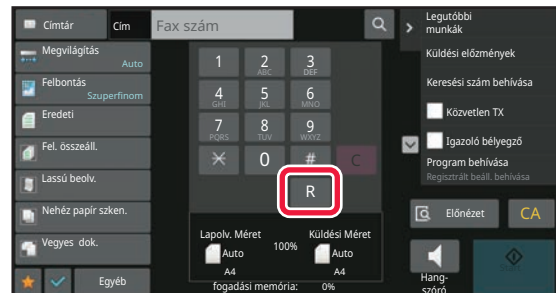 Címtár
Cím
Fax szám
Megvilágítás
Auto
Felbontás
Szuperfinom
Eredeti
Fel. összeáll.
Lassú beolv.
Nehéz papír szken.
Vegyes dok.
Egyéb
1
2
ABC
3
DEF
4
GHI
5
JKL
6
MNO
7
PQRS
8
TUV
9
WXYZ
0
#
C
R
Lapolv. Méret
Auto
A4
100%
Küldési Méret
Auto
A4
fogadási memória: 0%
Legutóbbi
munkák
Küldési előzmények
Keresési szám behívása
Közvetlen TX
Igazoló bélyegző
Program behívása
Regisztrált beáll. behívása
Előnézet
CA
Hang-
szóró
Start